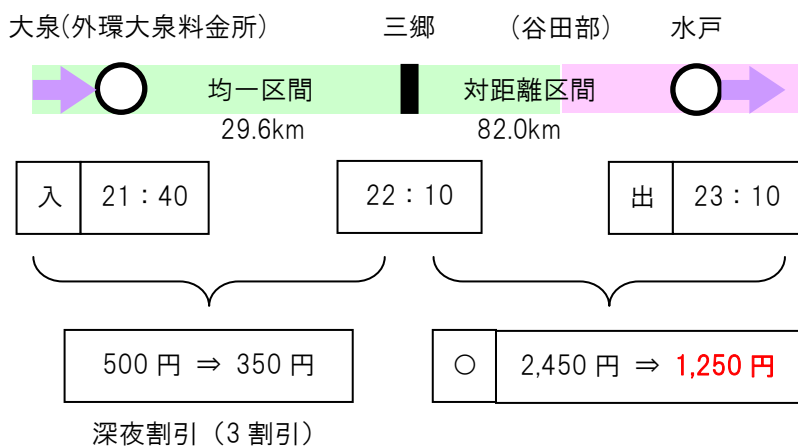 大泉(外環大泉料金所) 三郷 (谷田部) 水戸
均一区間 対距離区間
29.6km 82.0km
入 21：40 22：10 出 23：10
500 円 ⇒ 350 円 ○ 2,450 円 ⇒ 1,250 円
深夜割引（3 割引）